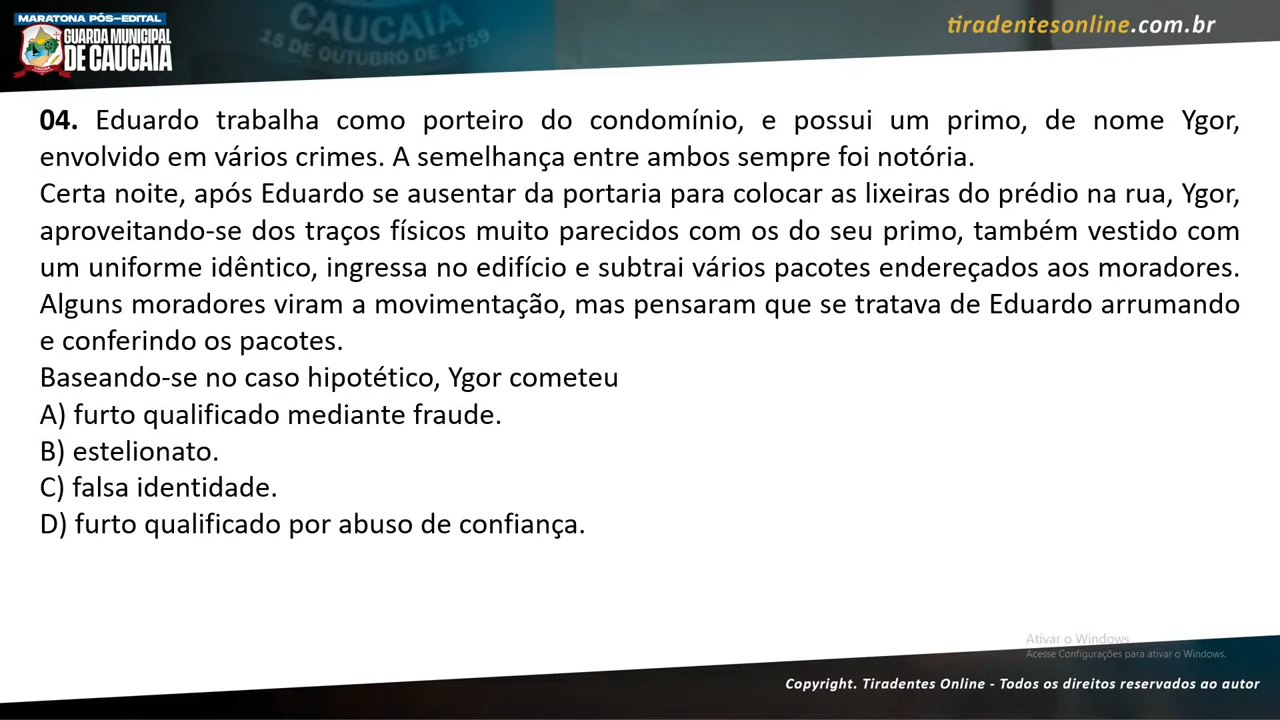 MARATONA PÓS-EDITAL
GUARDA MUNICIPAL
DE CAUCAIA
CAUCAIA
15 DE OUTUBRO DE 1759
tiradentesonline.com.br
04. Eduardo trabalha como porteiro do condomínio, e possui um primo, de nome Ygor,
envolvido em vários crimes. A semelhança entre ambos sempre foi notória.
Certa noite, após Eduardo se ausentar da portaria para colocar as lixeiras do prédio na rua, Ygor,
aproveitando-se dos traços físicos muito parecidos com os do seu primo, também vestido com
um uniforme idêntico, ingressa no edifício e subtrai vários pacotes endereçados aos moradores.
Alguns moradores viram a movimentação, mas pensaram que se tratava de Eduardo arrumando
e conferindo os pacotes.
Baseando-se no caso hipotético, Ygor cometeu
A) furto qualificado mediante fraude.
B) estelionato.
C) falsa identidade.
D) furto qualificado por abuso de confiança.
Ativar o Windows
Acesse Configurações para ativar o Windows.
Copyright. Tiradentes Online - Todos os direitos reservados ao autor